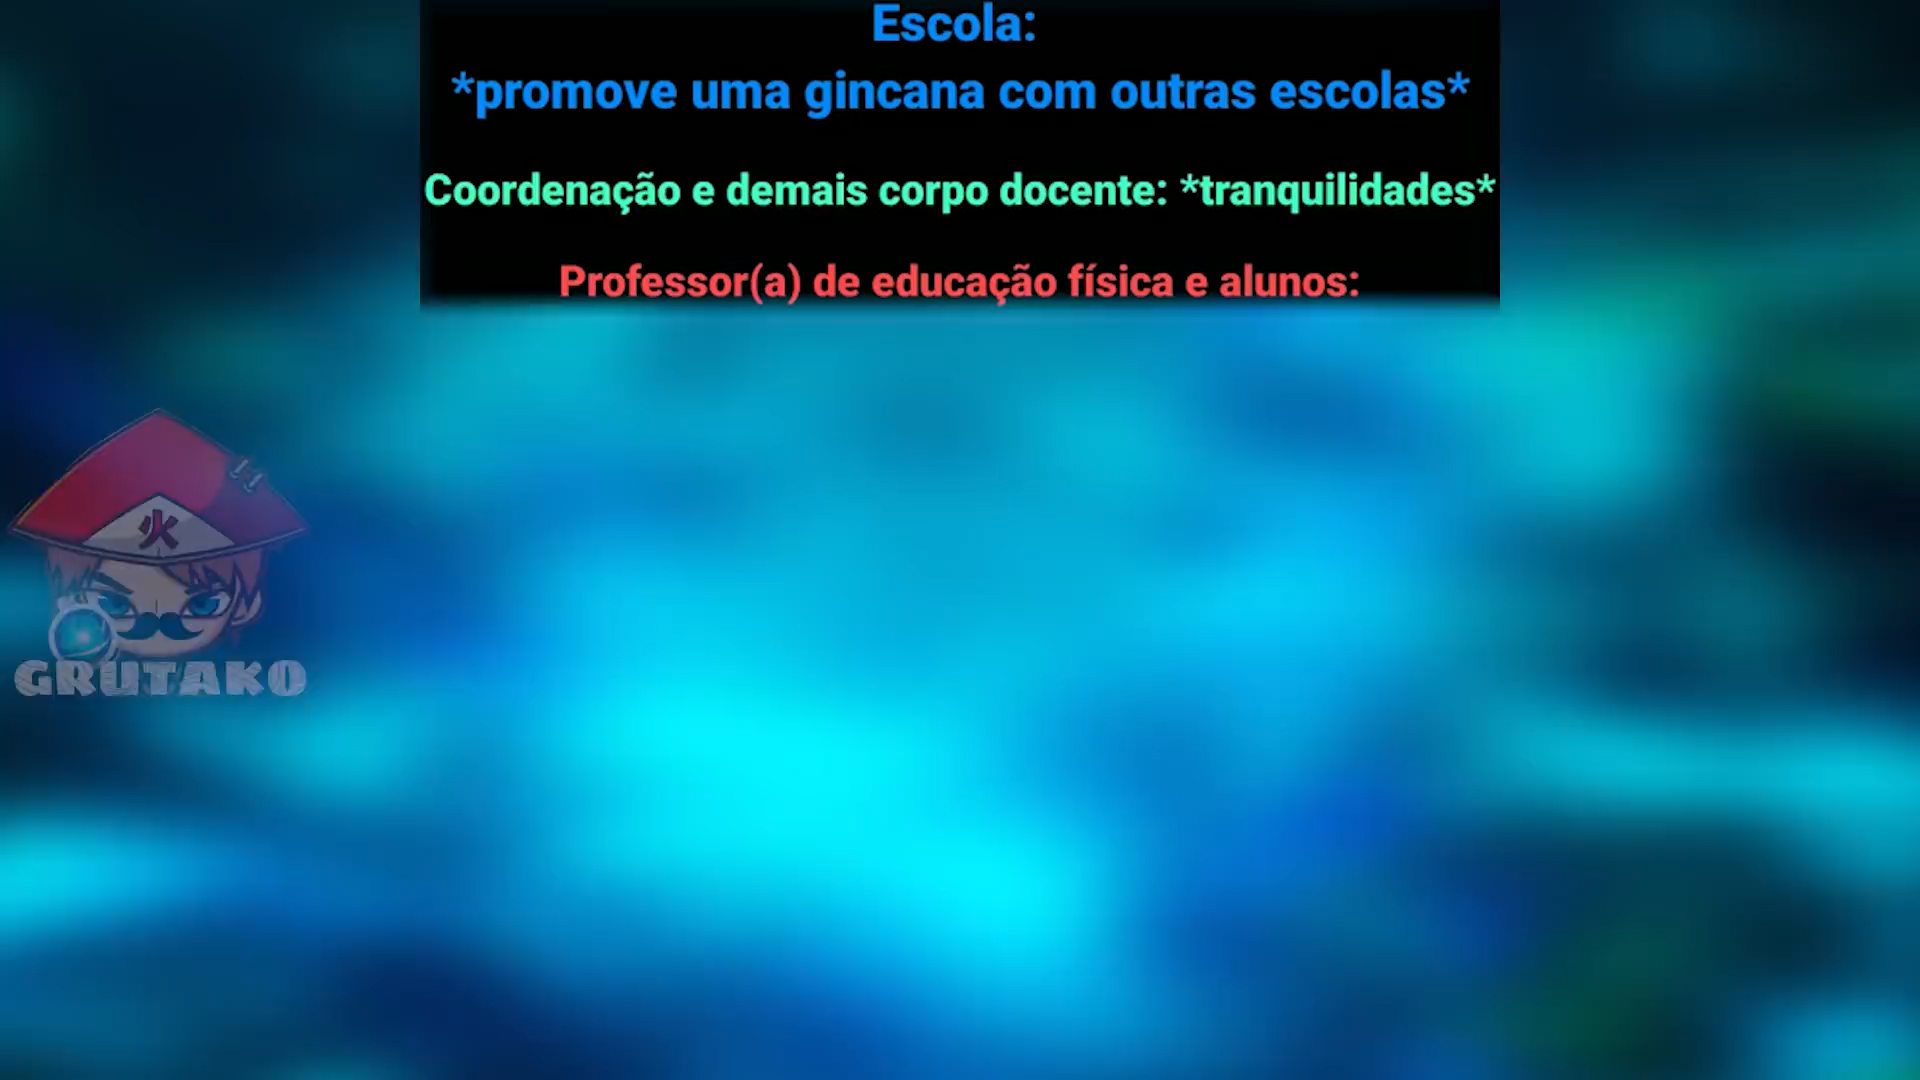 Escola:
*promove uma gincana com outras escolas*
Coordenação e demais corpo docente: *tranquilidades*
Professor(a) de educação física e alunos:
火
GRUTAKO